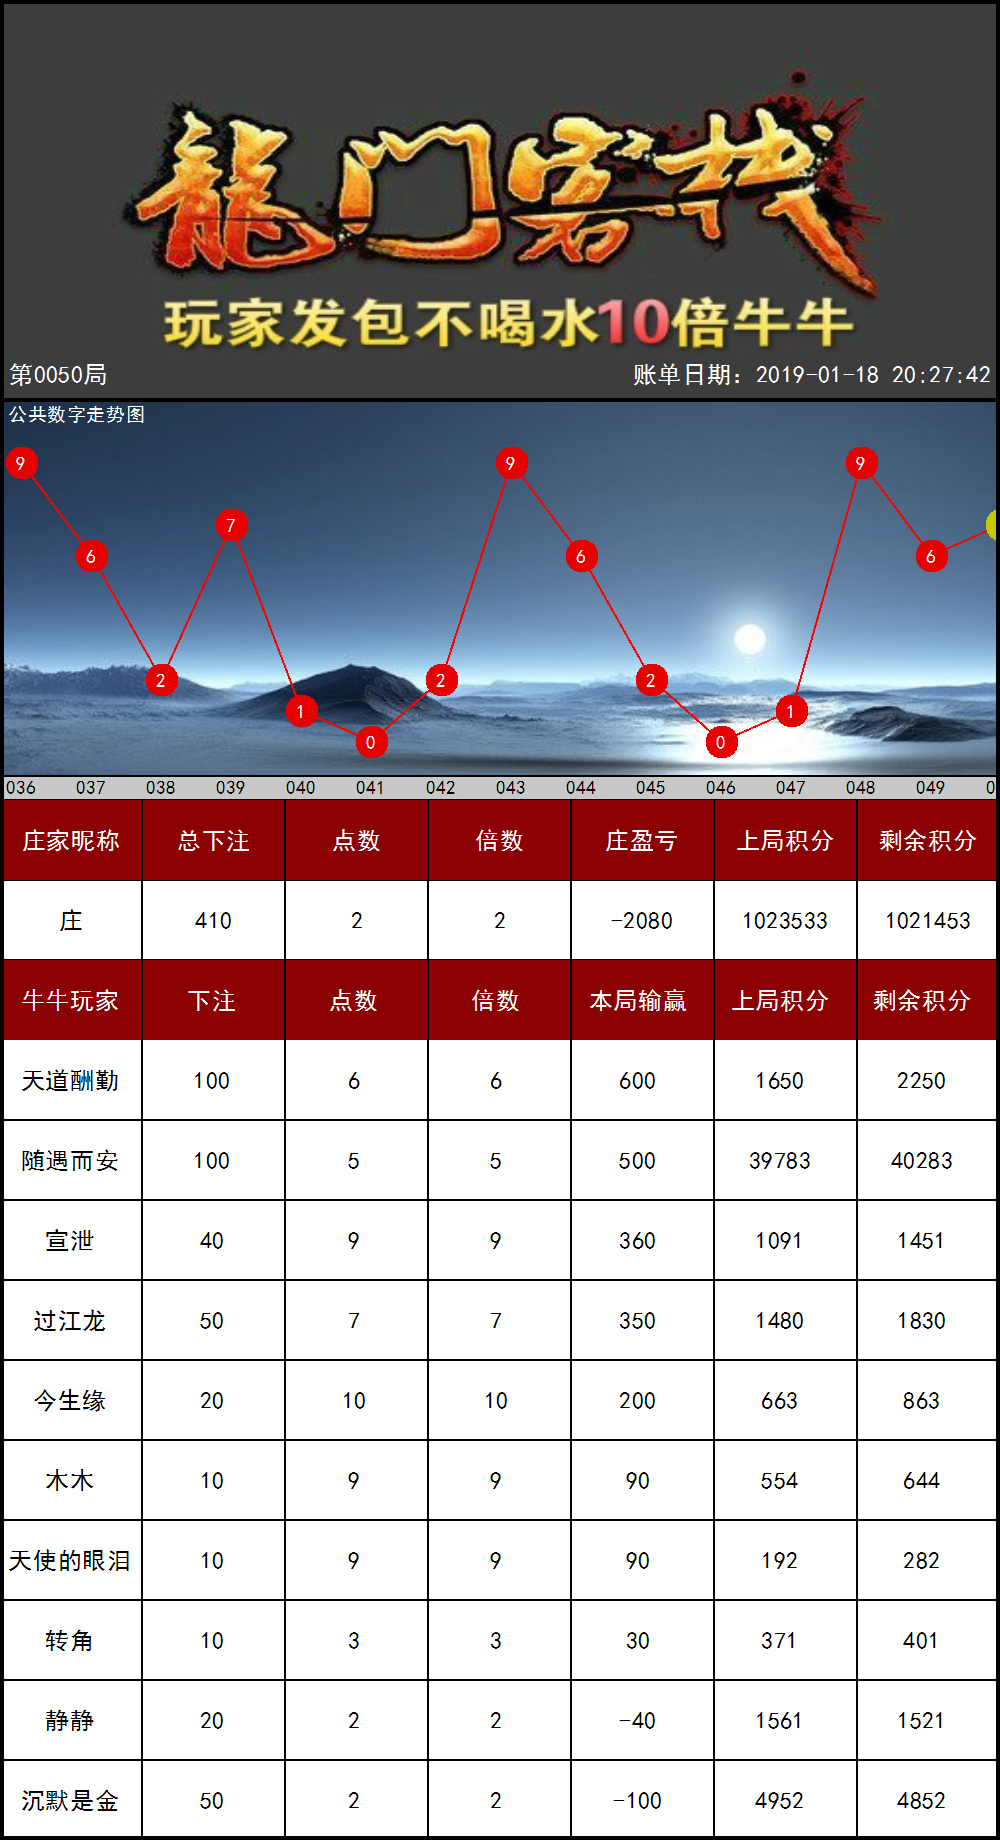 龍门客栈
玩家发包不喝水10倍牛牛
第0050局 账单日期：2019-01-18 20:27:42
公共数字走势图
9 6 2 7 1 0 2 9 6 2 0 1 9 6
036 037 038 039 040 041 042 043 044 045 046 047 048 049 0
庄家昵称 总下注 点数 倍数 庄盈亏 上局积分 剩余积分
庄 410 2 2 -2080 1023533 1021453
牛牛玩家 下注 点数 倍数 本局输赢 上局积分 剩余积分
天道酬勤 100 6 6 600 1650 2250
随遇而安 100 5 5 500 39783 40283
宣泄 40 9 9 360 1091 1451
过江龙 50 7 7 350 1480 1830
今生缘 20 10 10 200 663 863
木木 10 9 9 90 554 644
天使的眼泪 10 9 9 90 192 282
转角 10 3 3 30 371 401
静静 20 2 2 -40 1561 1521
沉默是金 50 2 2 -100 4952 4852